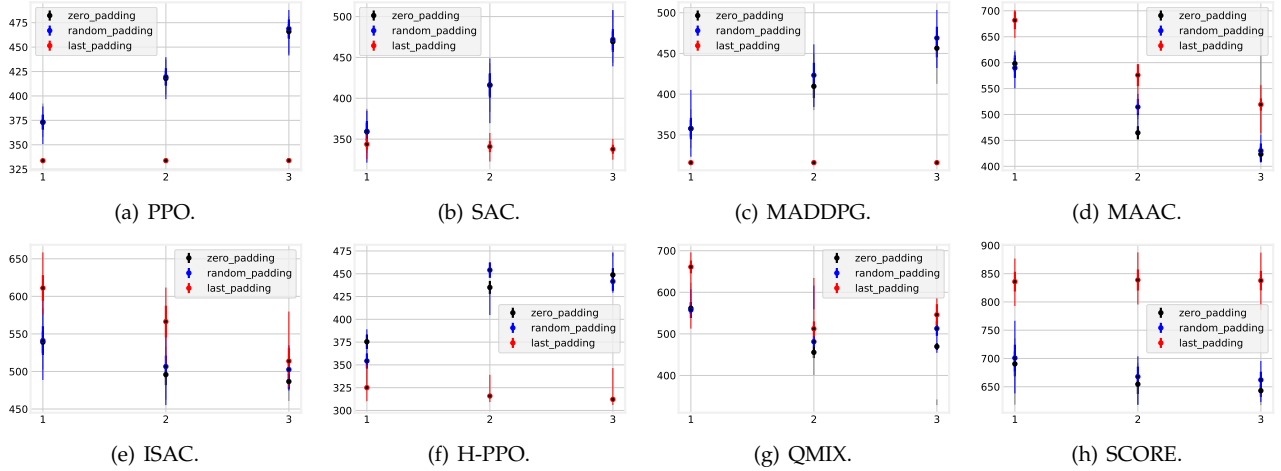 475
450
425
400
375
350
325
zero_padding
random_padding
last_padding
1 2 3
(a) PPO.
500
450
400
350
zero_padding
random_padding
last_padding
1 2 3
(b) SAC.
500
450
400
350
zero_padding
random_padding
last_padding
1 2 3
(c) MADDPG.
700
650
600
550
500
450
400
zero_padding
random_padding
last_padding
1 2 3
(d) MAAC.
650
600
550
500
450
zero_padding
random_padding
last_padding
1 2 3
(e) ISAC.
475
450
425
400
375
350
325
300
zero_padding
random_padding
last_padding
1 2 3
(f) H-PPO.
700
600
500
400
zero_padding
random_padding
last_padding
1 2 3
(g) QMIX.
900
850
800
750
700
650
zero_padding
random_padding
last_padding
1 2 3
(h) SCORE.